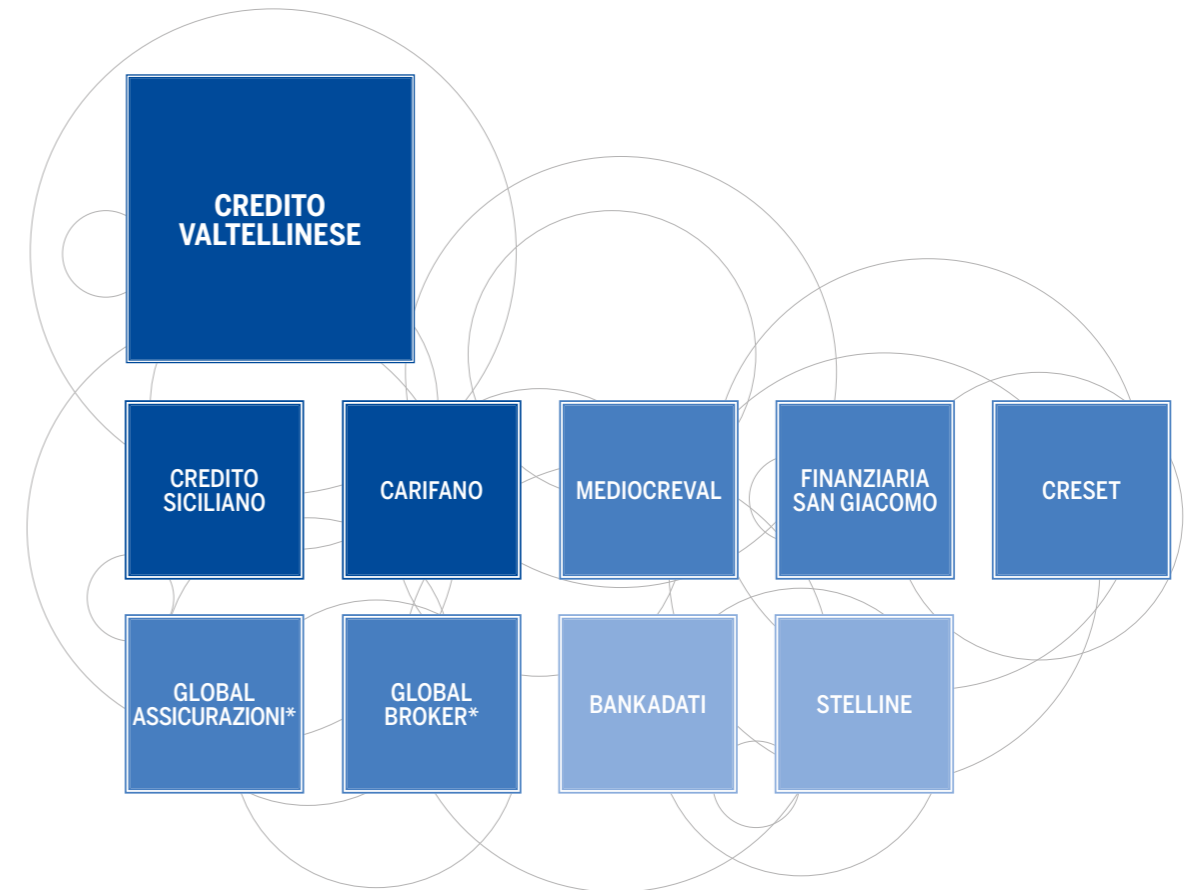 CREDITO
VALTELLINESE
CREDITO
SICILIANO
CARIFANO
MEDIOCREVAL
FINANZIARIA
SAN GIACOMO
CRESET
GLOBAL
ASSICURAZIONI*
GLOBAL
BROKER*
BANKADATI
STELLINE